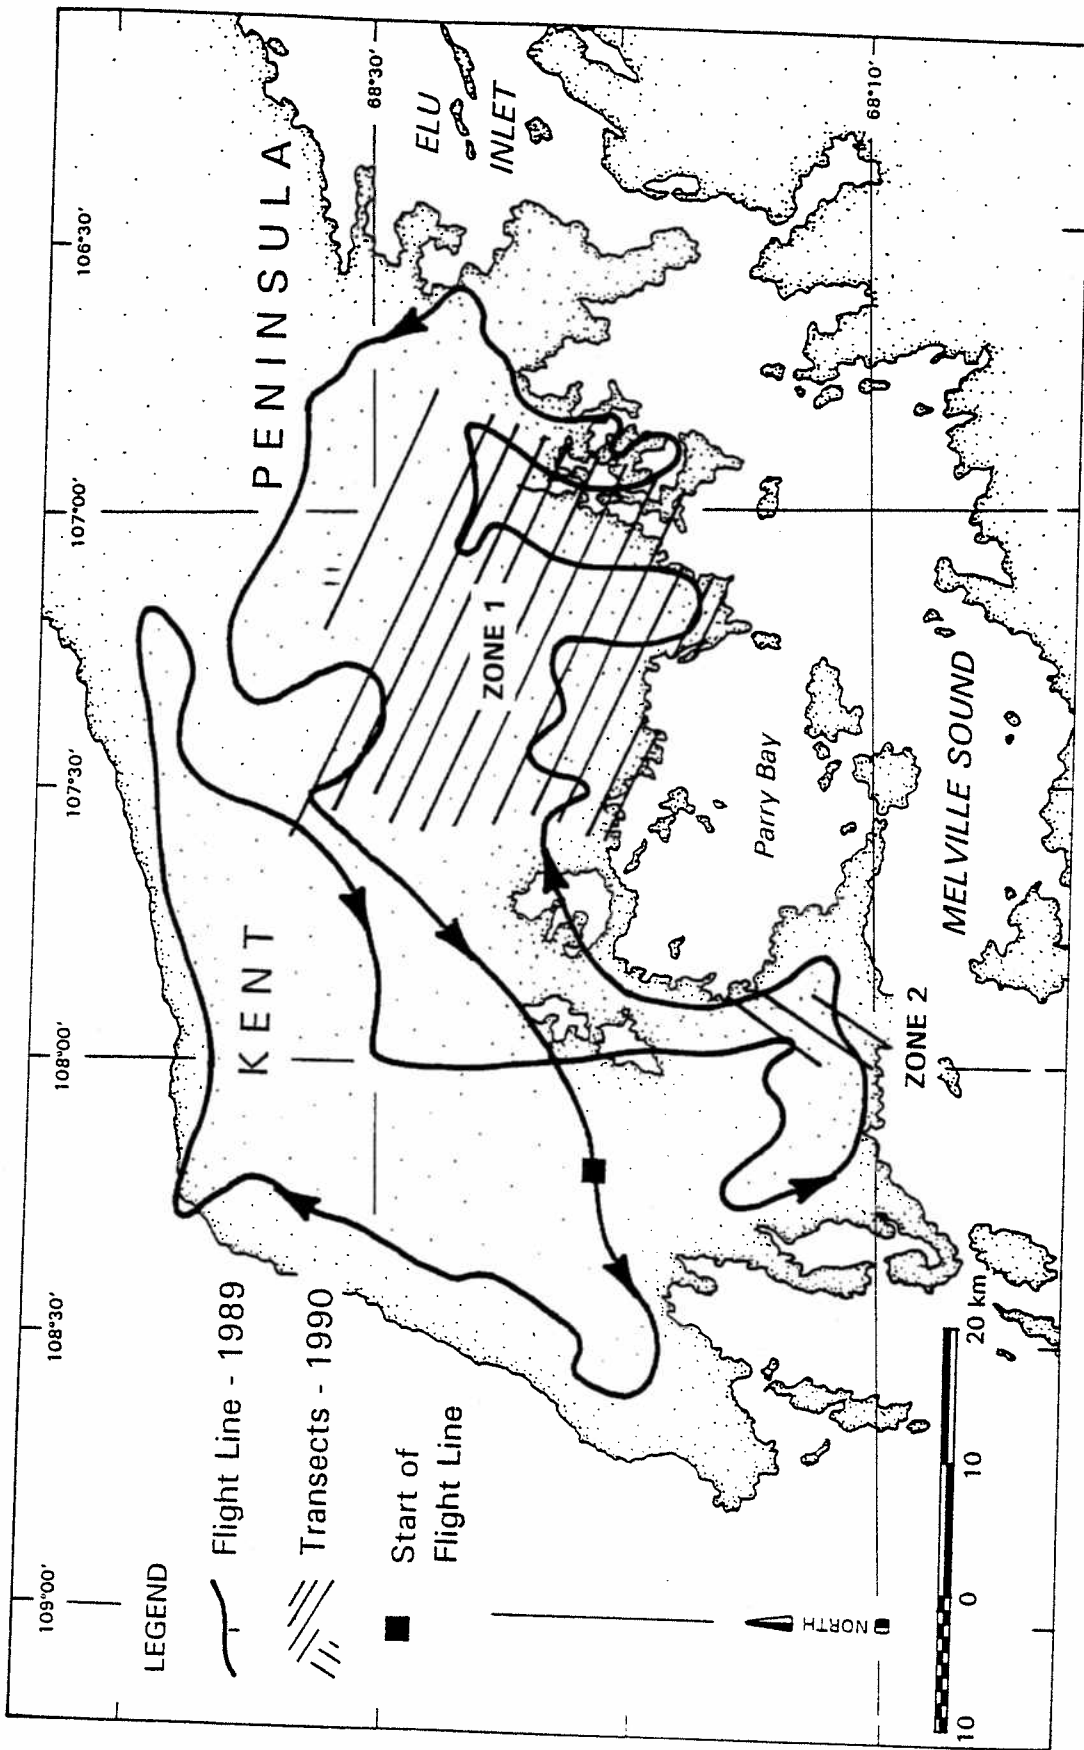 109°00'
108°30'
108°00'
107°30'
107°00'
106°30'
KENT
PENINSULA
68°30'
ELU
INLET
ZONE 1
Parry Bay
68°10'
MELVILLE SOUND
ZONE 2
LEGEND
Flight Line - 1989
Transects - 1990
Start of
Flight Line
NORTH
10 0 10 20 km